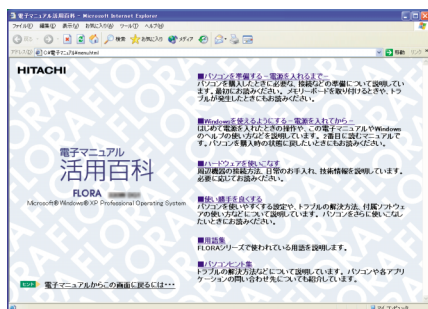 電子マニュアル活用百科 - Microsoft Internet Explorer
ファイル(F) 編集(E) 表示(V) お気に入り(A) ツール(T) ヘルプ(H)
検索 お気に入り メディア
アドレス(D)
移動 リンク
HITACHI
電子マニュアル
活用百科
FLORA
Microsoft® Windows® XP Professional Operating System
ヒント 電子マニュアルからこの画面に戻るには・・・
■パソコンを準備する－電源を入れるまで－
パソコンを購入したときに必要な、接続などの準備について説明してい
ます。最初にお読みください。メモリーボードを取り付けるときや、トラ
ブルが発生したときにもお読みください。
■Windowsを使えるようにする－電源を入れてから－
はじめて電源を入れたときの操作や、この電子マニュアルやWindows
のヘルプの使い方などを説明しています。2番目に読むマニュアルで
す。パソコン購入時の状態に戻したいときにもお読みください。
■ハードウェアを使いこなす
周辺機器の接続方法、日常のお手入れ、技術情報を説明しています。
必要に応じてお読みください。
■使い勝手を良くする
パソコンを使いやすくする設定や、トラブルの解決方法、付属ソフトウェ
アの使い方などについて説明しています。パソコンをさらに使いこなし
たいときにお読みください。
■用語集
FLORAシリーズで使われている用語を説明します。
■パソコンヒント集
トラブルの解決方法などについて説明しています。パソコンや各アプリ
ケーションの問い合わせ先についても紹介しています。
マイ コンピュータ